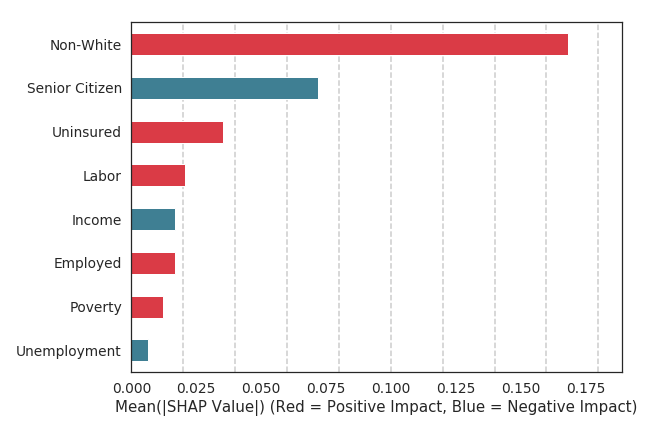 Non-White
Senior Citizen
Uninsured
Labor
Income
Employed
Poverty
Unemployment
0.000 0.025 0.050 0.075 0.100 0.125 0.150 0.175
Mean(|SHAP Value|) (Red = Positive Impact, Blue = Negative Impact)